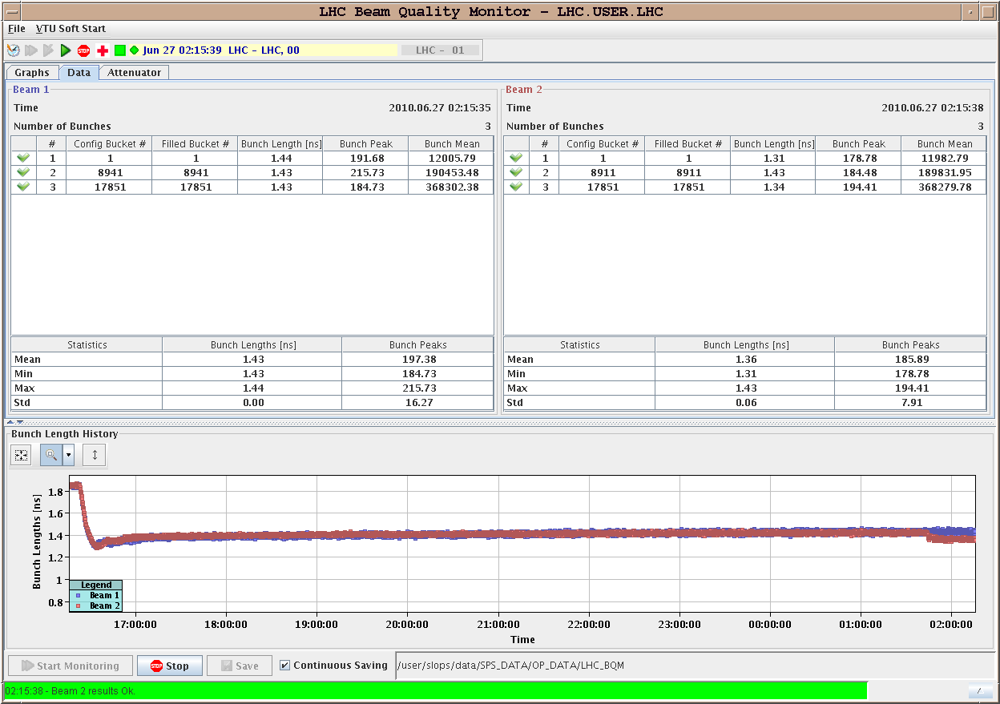 LHC Beam Quality Monitor - LHC.USER.LHC
File VTU Soft Start
STOP Jun 27 02:15:39 LHC - LHC, 00 LHC - 01
Graphs Data Attenuator
Beam 1
Time 2010.06.27 02:15:35
Number of Bunches 3
# Config Bucket # Filled Bucket # Bunch Length [ns] Bunch Peak Bunch Mean
1 1 1 1.44 191.68 12005.79
2 8941 8941 1.43 215.73 190453.48
3 17851 17851 1.43 184.73 368302.38
Statistics Bunch Lengths [ns] Bunch Peaks
Mean 1.43 197.38
Min 1.43 184.73
Max 1.44 215.73
Std 0.00 16.27
Beam 2
Time 2010.06.27 02:15:38
Number of Bunches 3
# Config Bucket # Filled Bucket # Bunch Length [ns] Bunch Peak Bunch Mean
1 1 1 1.31 178.78 11982.79
2 8911 8911 1.43 184.48 189831.95
3 17851 17851 1.34 194.41 368279.78
Statistics Bunch Lengths [ns] Bunch Peaks
Mean 1.36 185.89
Min 1.31 178.78
Max 1.43 194.41
Std 0.06 7.91
Bunch Length History
Bunch Lengths [ns]
1.8
1.6
1.4
1.2
1
0.8
Legend
Beam 1
Beam 2
17:00:00 18:00:00 19:00:00 20:00:00 21:00:00 22:00:00 23:00:00 00:00:00 01:00:00 02:00:00
Time
Start Monitoring STOP Stop Save Continuous Saving /user/slops/data/SPS_DATA/OP_DATA/LHC_BQM
02:15:38 - Beam 2 results Ok.